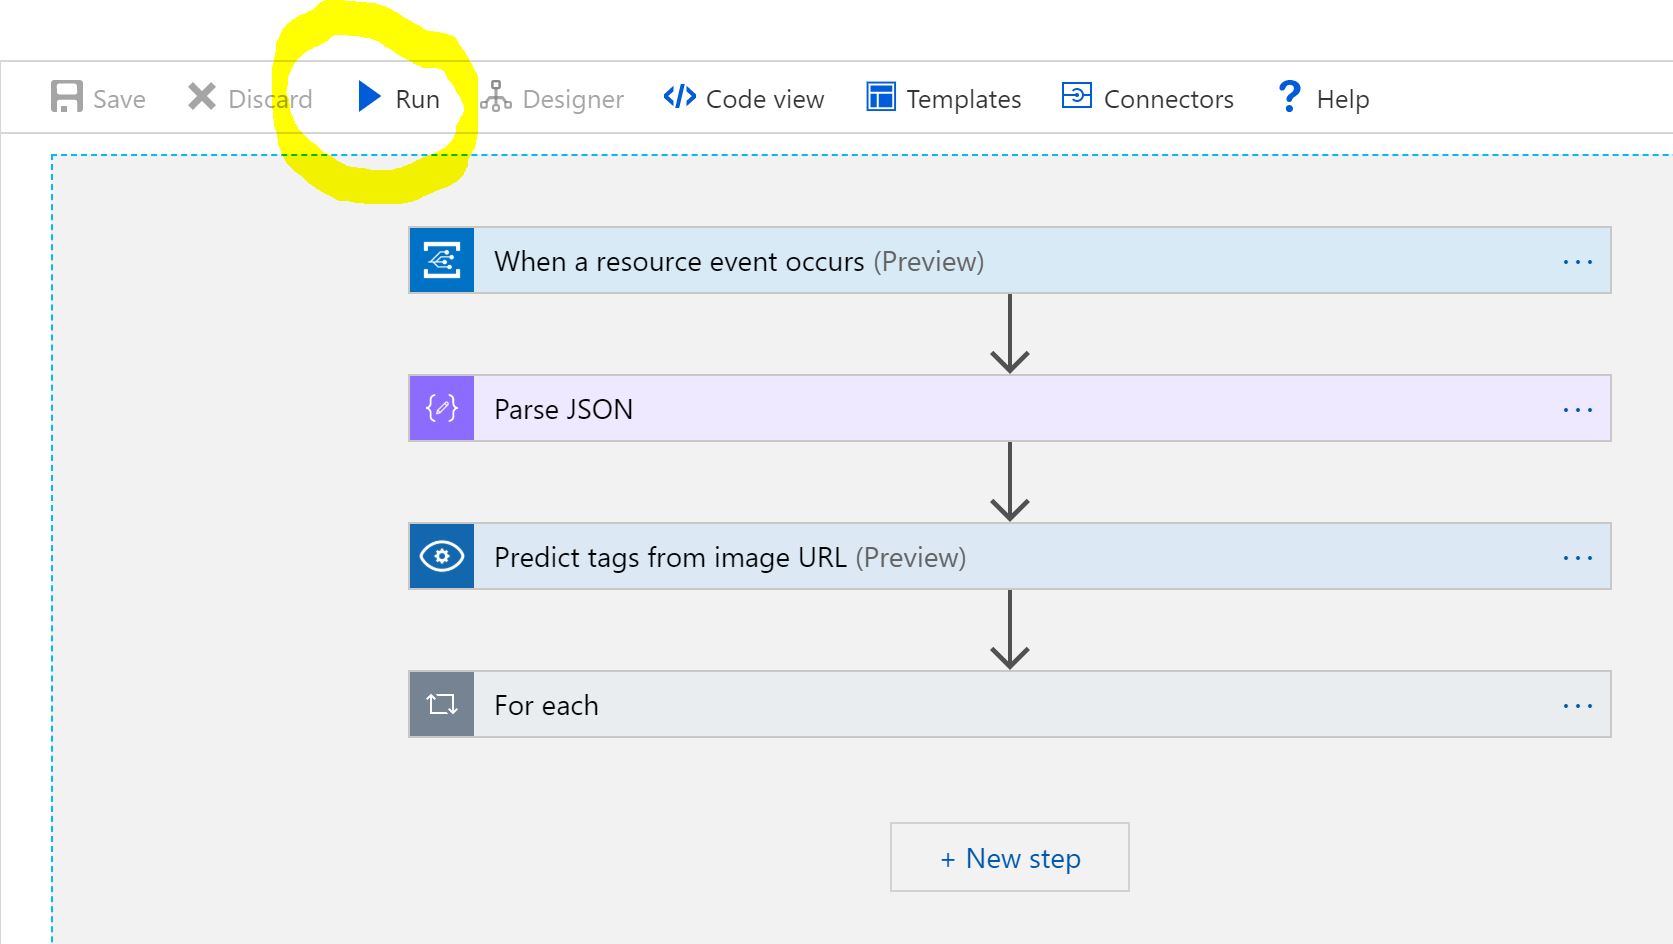 Save Discard Run Designer Code view Templates Connectors Help
When a resource event occurs (Preview)
Parse JSON
Predict tags from image URL (Preview)
For each
+ New step